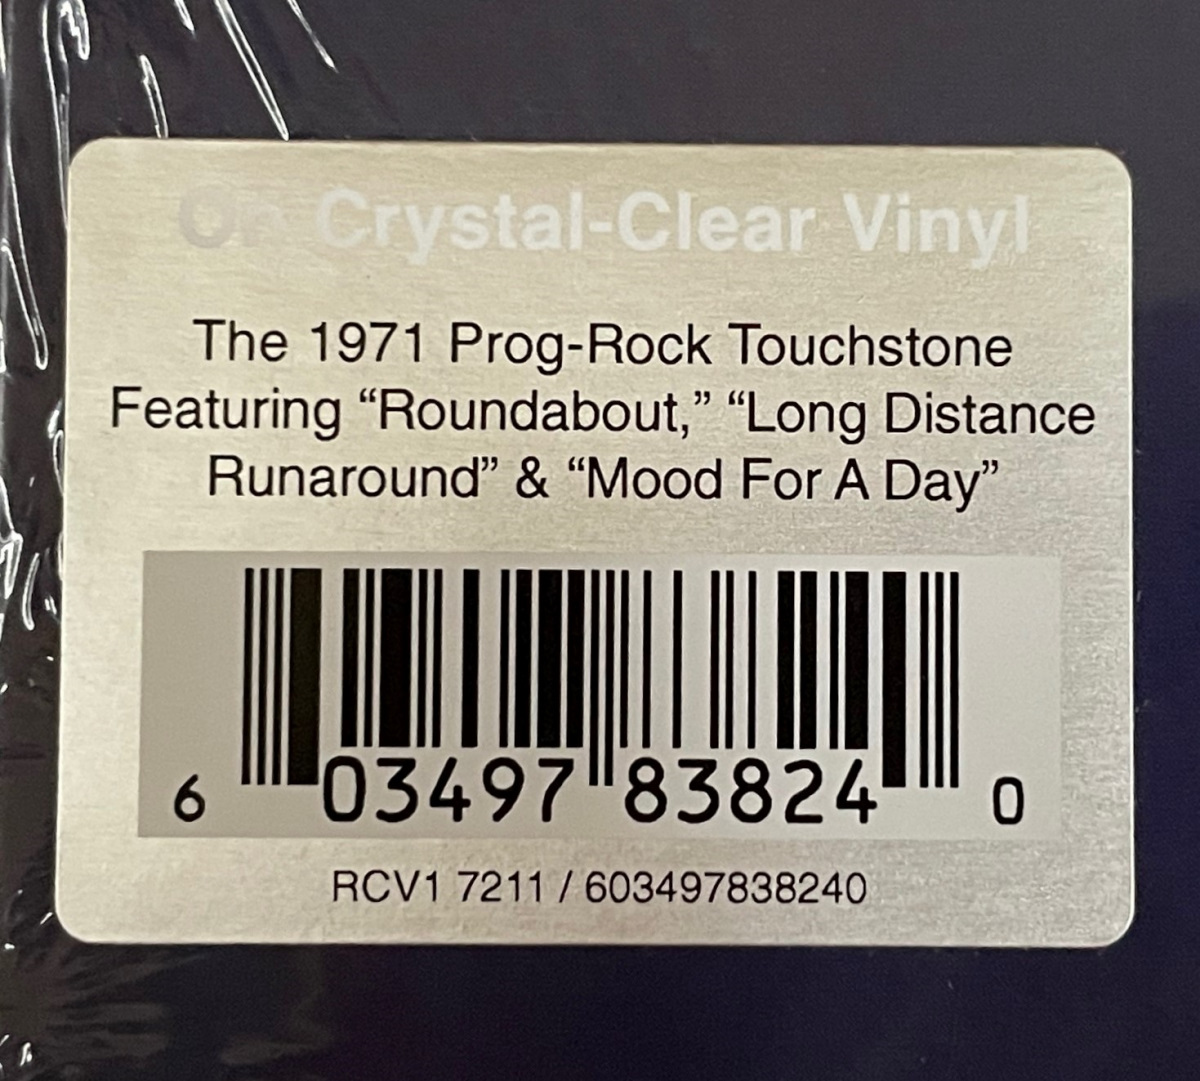 On Crystal-Clear Vinyl
The 1971 Prog-Rock Touchstone
Featuring “Roundabout,” “Long Distance
Runaround” & “Mood For A Day”
6 03497 83824 0
RCV1 7211 / 603497838240